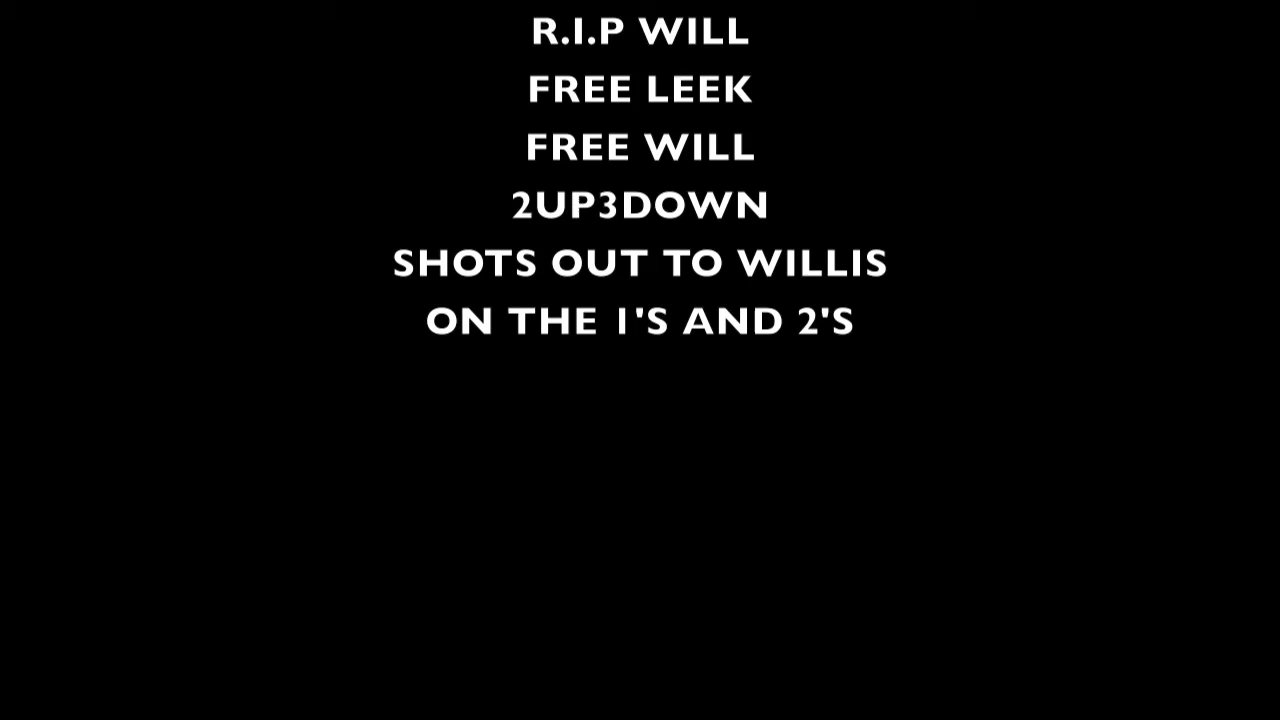 R.I.P WILL
FREE LEEK
FREE WILL
2UP3DOWN
SHOTS OUT TO WILLIS
ON THE 1'S AND 2'S